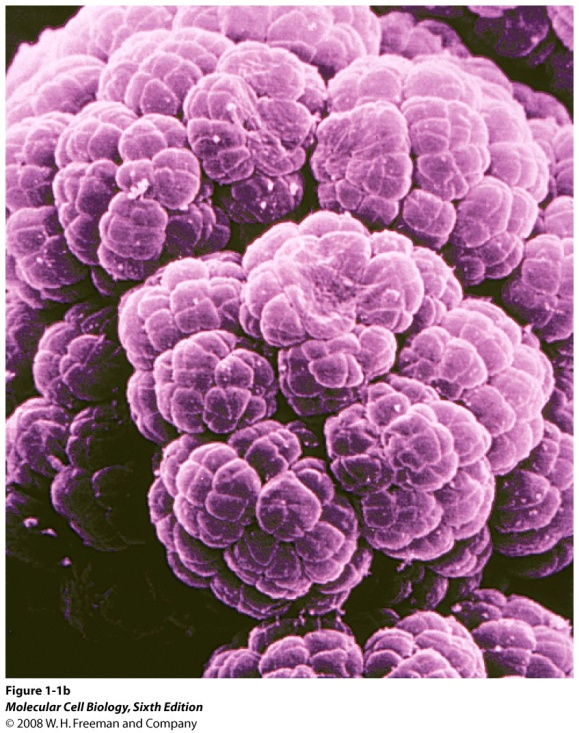 Figure 1-1b
Molecular Cell Biology, Sixth Edition
© 2008 W. H. Freeman and Company